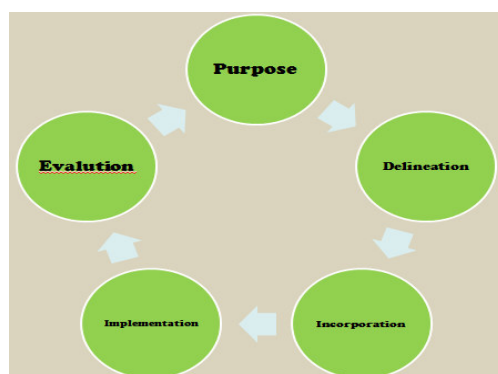 Purpose
Delineation
Incorporation
Implementation
Evalution